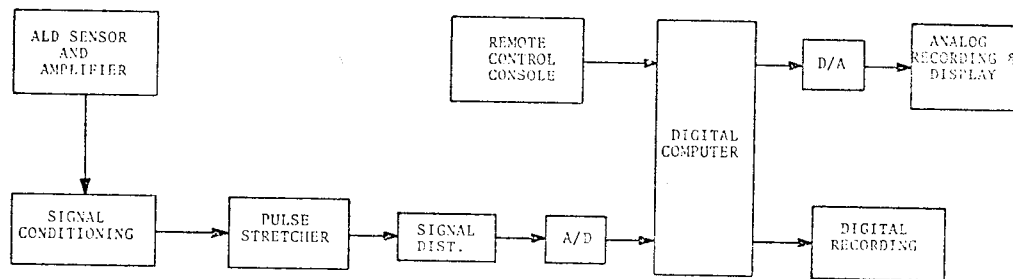 ALD SENSOR
AND
AMPLIFIER
REMOTE
CONTROL
CONSOLE
D/A
ANALOG
RECORDING &
DISPLAY
DIGITAL
COMPUTER
SIGNAL
CONDITIONING
PULSE
STRETCHER
SIGNAL
DIST.
A/D
DIGITAL
RECORDING